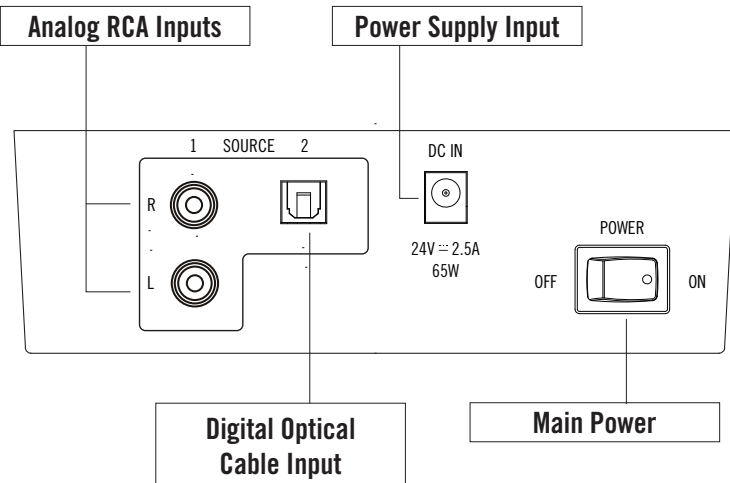 Analog RCA Inputs
Power Supply Input
1 SOURCE 2
DC IN
R
L
24V ⎓ 2.5A
65W
POWER
OFF
ON
Digital Optical
Cable Input
Main Power